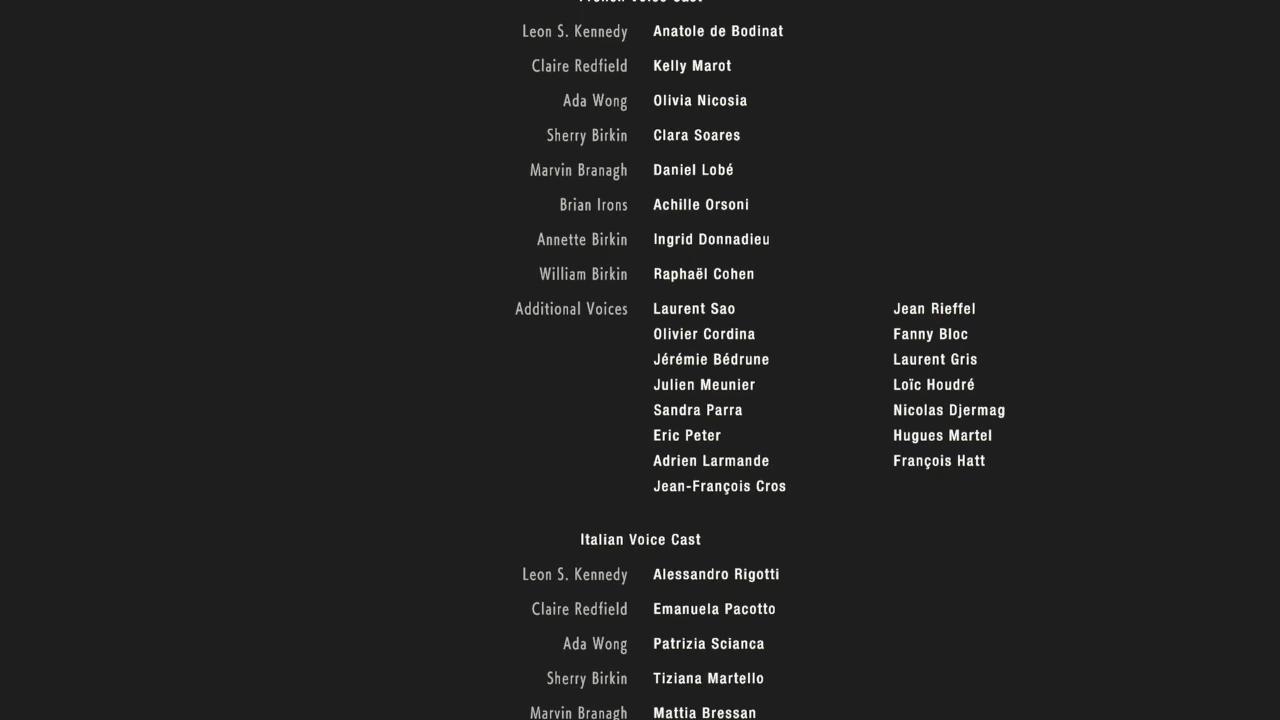 French Voice Cast
Leon S. Kennedy Anatole de Bodinat
Claire Redfield Kelly Marot
Ada Wong Olivia Nicosia
Sherry Birkin Clara Soares
Marvin Branagh Daniel Lobé
Brian Irons Achille Orsoni
Annette Birkin Ingrid Donnadieu
William Birkin Raphaël Cohen
Additional Voices Laurent Sao Jean Rieffel
Olivier Cordina Fanny Bloc
Jérémie Bédrune Laurent Gris
Julien Meunier Loïc Houdré
Sandra Parra Nicolas Djermag
Eric Peter Hugues Martel
Adrien Larmande François Hatt
Jean-François Cros
Italian Voice Cast
Leon S. Kennedy Alessandro Rigotti
Claire Redfield Emanuela Pacotto
Ada Wong Patrizia Scianca
Sherry Birkin Tiziana Martello
Marvin Branagh Mattia Bressan